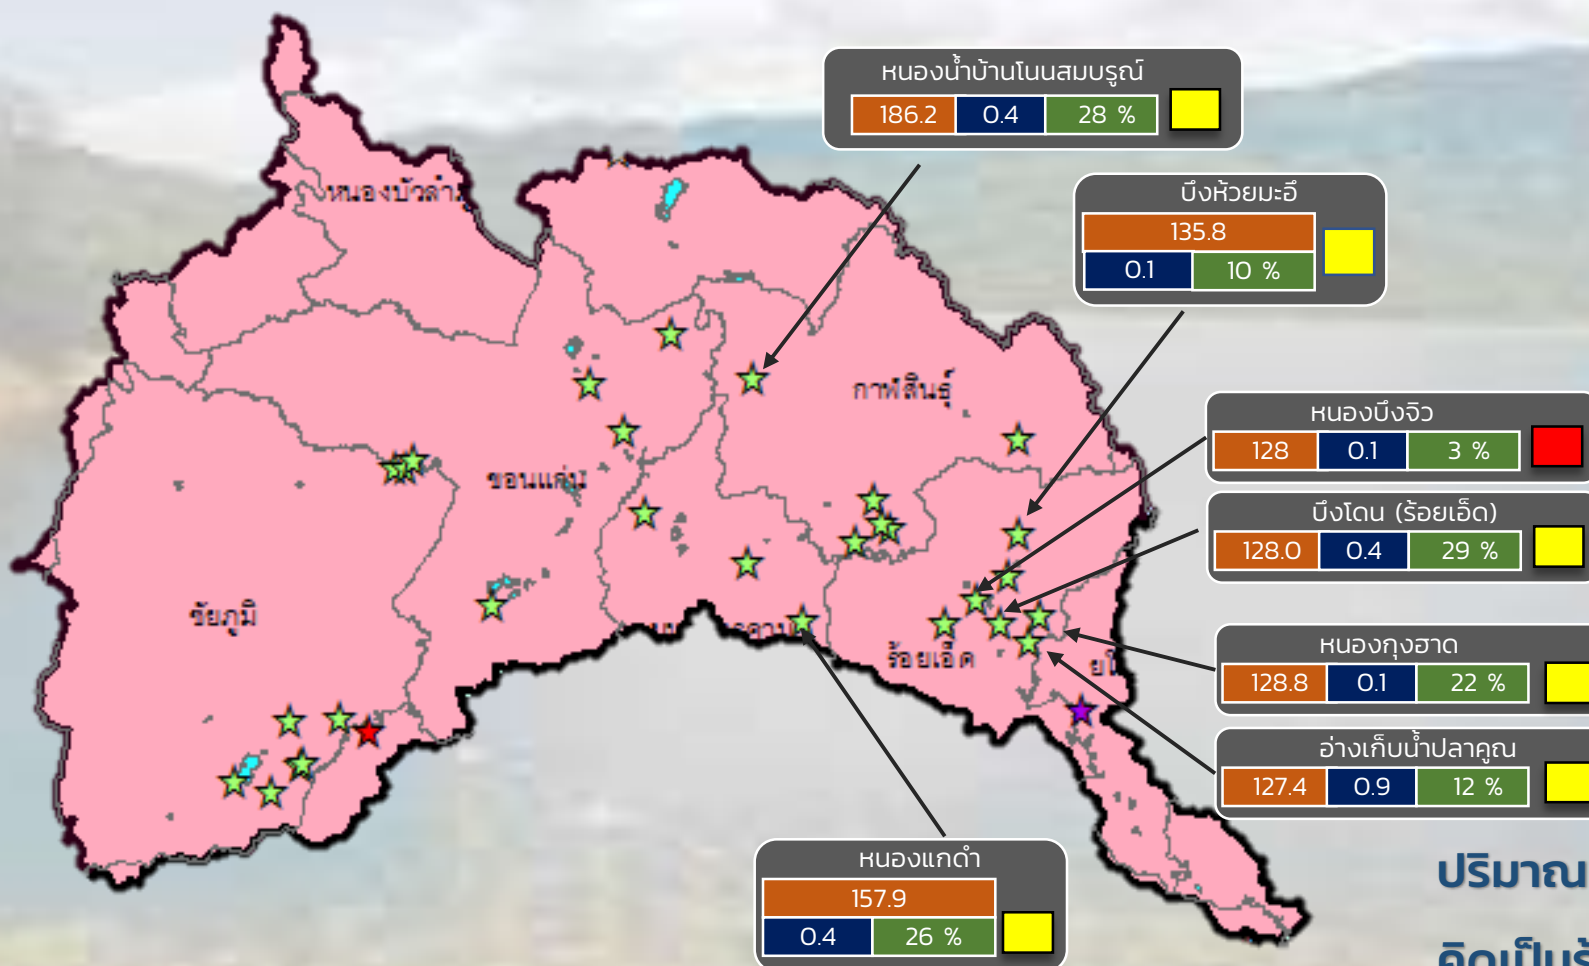 หนองน้ำบ้านโนนสมบรูณ์
186.2 0.4 28 %
บึงห้วยมะอึ
135.8
0.1 10 %
หนองบัวลำภู
กาฬสินธุ์
หนองบึงจิว
128 0.1 3 %
ขอนแก่น
บึงโดน (ร้อยเอ็ด)
128.0 0.4 29 %
ชัยภูมิ
ร้อยเอ็ด
หนองกุงฮาด
128.8 0.1 22 %
อ่างเก็บน้ำปลาคูณ
127.4 0.9 12 %
หนองแกดำ
157.9
0.4 26 %
ปริมาณ
คิดเป็นร้